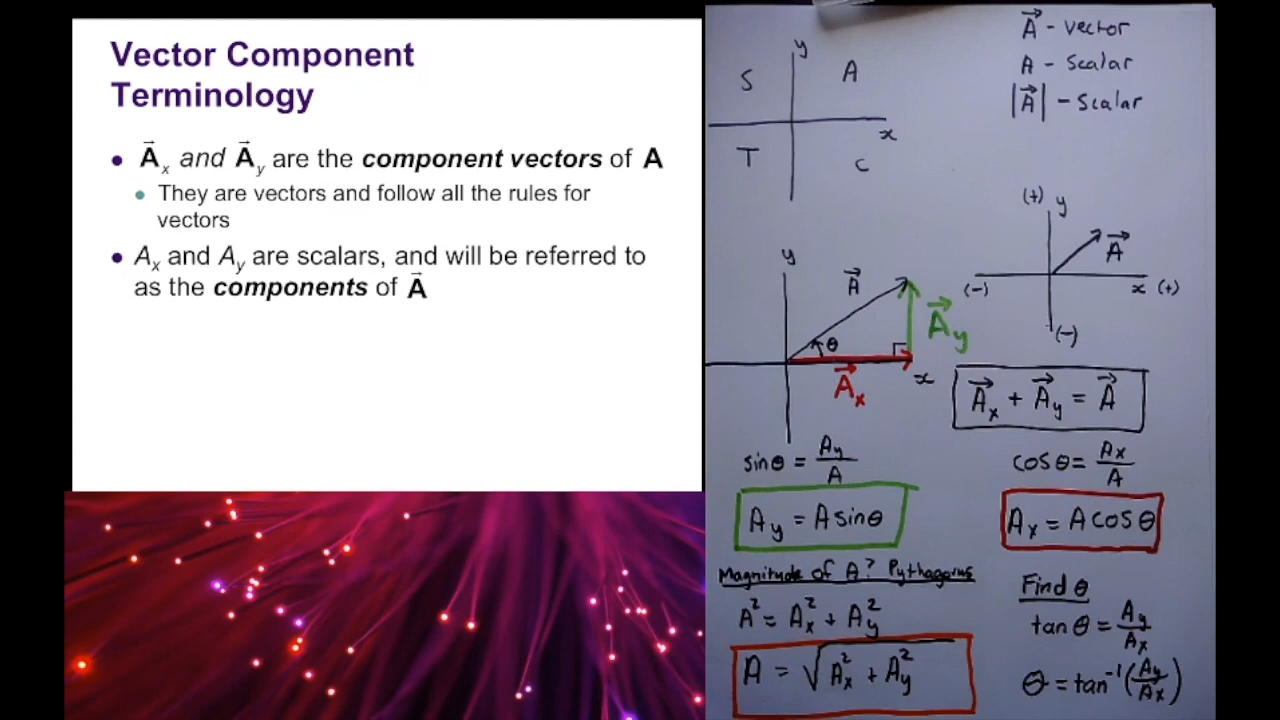 Vector Component
Terminology
• A⃗x and A⃗y are the component vectors of A
• They are vectors and follow all the rules for
vectors
• Ax and Ay are scalars, and will be referred to
as the components of A⃗
A⃗ - vector
A - Scalar
|A⃗| - Scalar
y
S A
x
T C
(+) y
A⃗
(-) x (+)
(-)
y
A⃗
θ
A⃗y
A⃗x
x
A⃗x + A⃗y = A⃗
sinθ = Ay/A
cosθ = Ax/A
Ay = A sinθ
Ax = A cosθ
Magnitude of A? Pythagoras
A² = Ax² + Ay²
A = √(Ax² + Ay²)
Find θ
tanθ = Ay/Ax
θ = tan⁻¹(Ay/Ax)